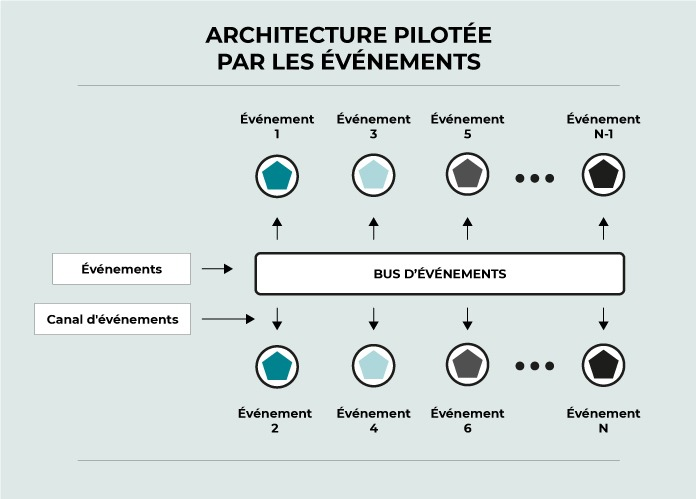 ARCHITECTURE PILOTÉE
PAR LES ÉVÉNEMENTS
Événement
1
Événement
3
Événement
5
Événement
N-1
Événements
BUS D'ÉVÉNEMENTS
Canal d'événements
Événement
2
Événement
4
Événement
6
Événement
N